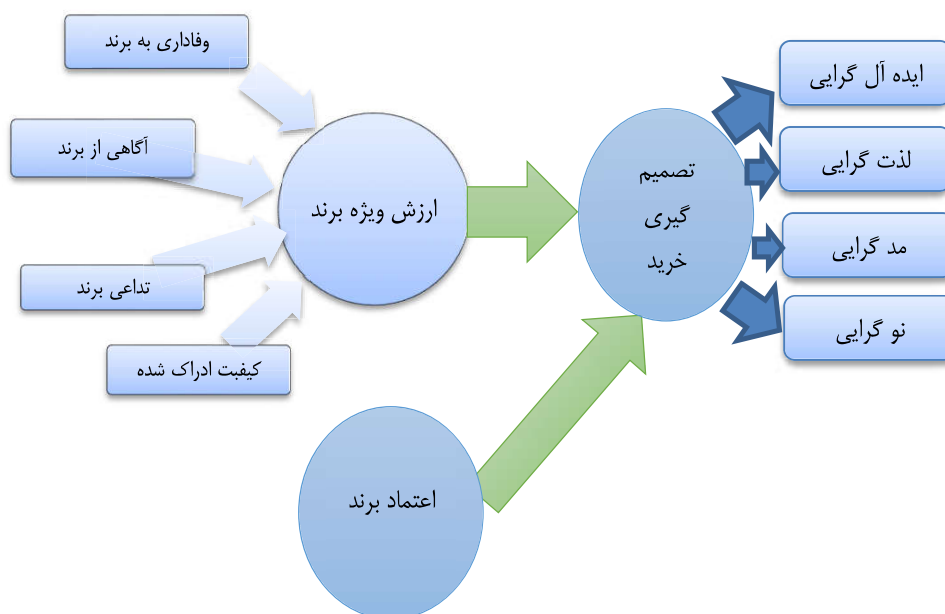 وفاداری به برند
آگاهی از برند
تداعی برند
کیفبت ادراک شده
ارزش ویژه برند
اعتماد برند
تصمیم
گیری
خرید
ایده آل گرایی
لذت گرایی
مد گرایی
نو گرایی